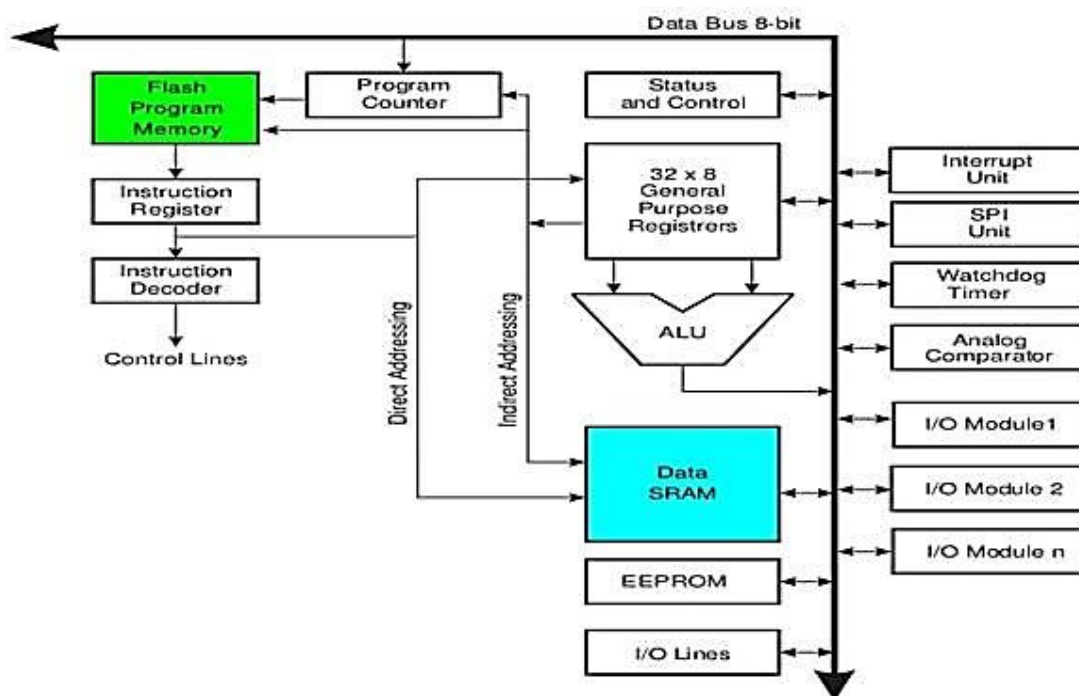 Data Bus 8-bit
Flash
Program
Memory
Program
Counter
Status
and Control
32 x 8
General
Purpose
Registrers
Interrupt
Unit
SPI
Unit
Instruction
Register
Instruction
Decoder
Watchdog
Timer
Control Lines
Direct Addressing
Indirect Addressing
ALU
Analog
Comparator
I/O Module1
Data
SRAM
I/O Module 2
I/O Module n
EEPROM
I/O Lines